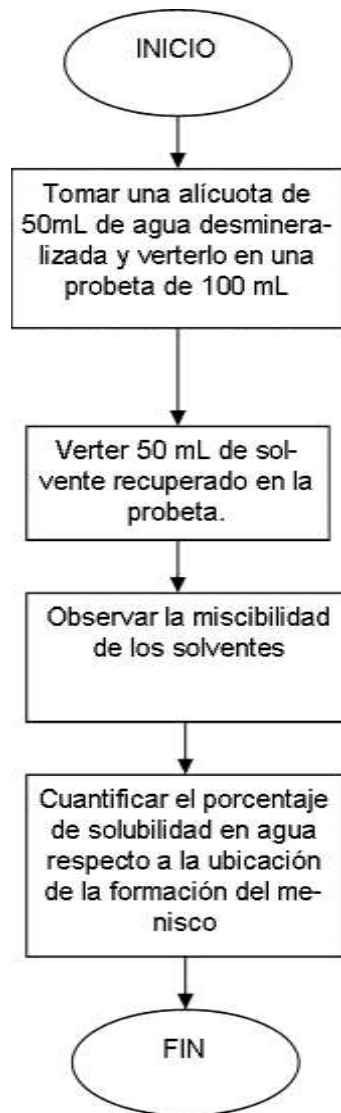 INICIO
Tomar una alícuota de
50mL de agua desminera-
alizada y verterlo en una
probeta de 100 mL
Verter 50 mL de sol-
vente recuperado en la
probeta.
Observar la miscibilidad
de los solventes
Cuantificar el porcentaje
de solubilidad en agua
respecto a la ubicación
de la formación del me-
nisco
FIN